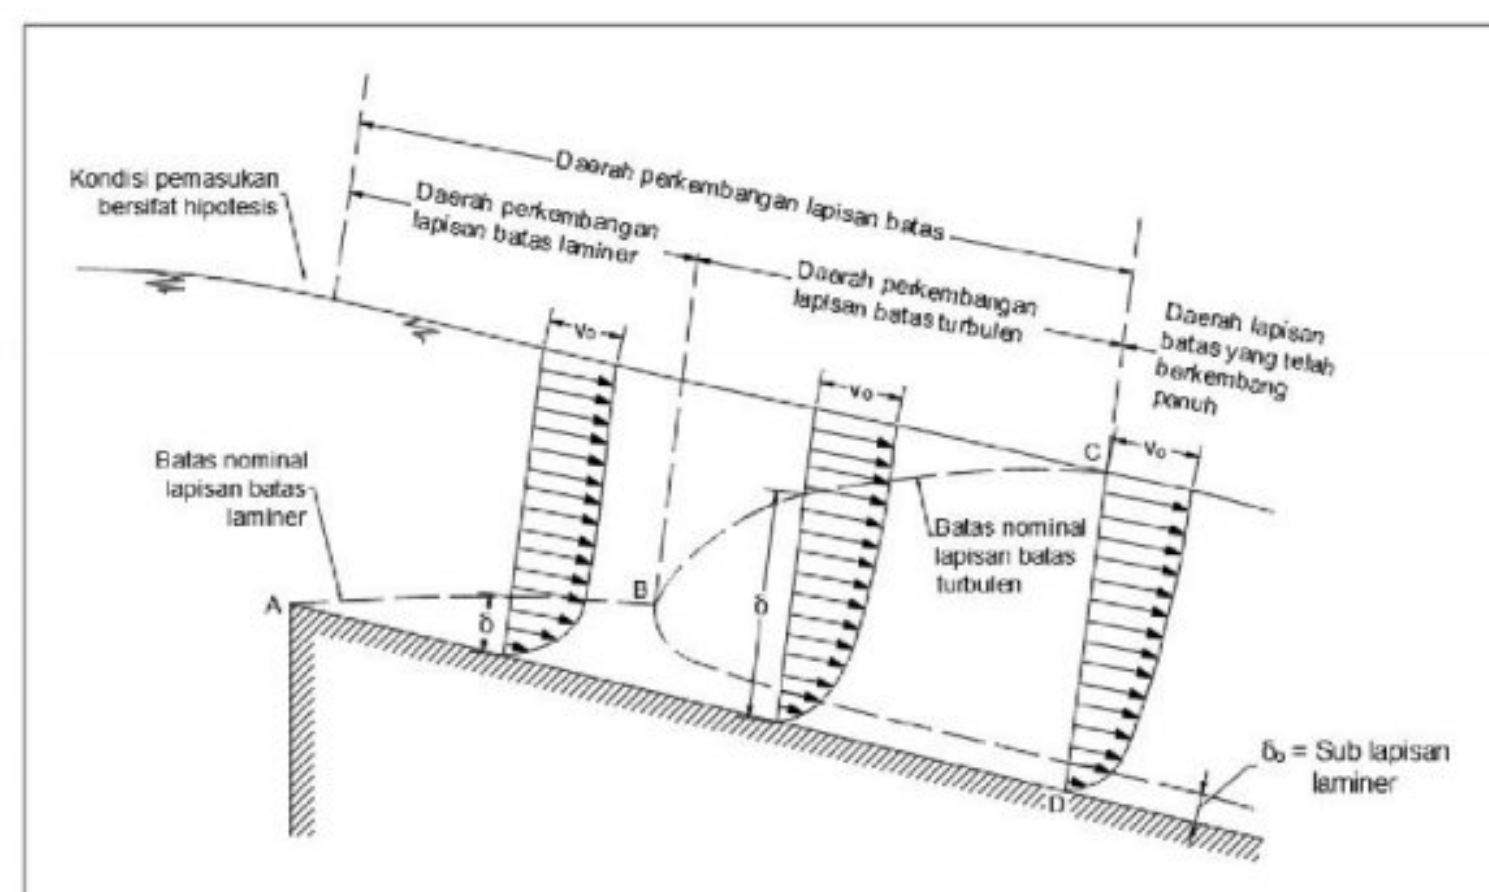 Daerah perkembangan lapisan batas
Kondisi pemasukan
bersifat hipotesis
Daerah perkembangan
lapisan batas laminer
Daerah perkembangan
lapisan batas turbulen
Daerah lapisan
batas yang telah
berkembang
penuh
v₀
v₀
v₀
C
Batas nominal
lapisan batas
laminer
Batas nominal
lapisan batas
turbulen
A
B
δ
δ
D
δ₀ = Sub lapisan
laminer